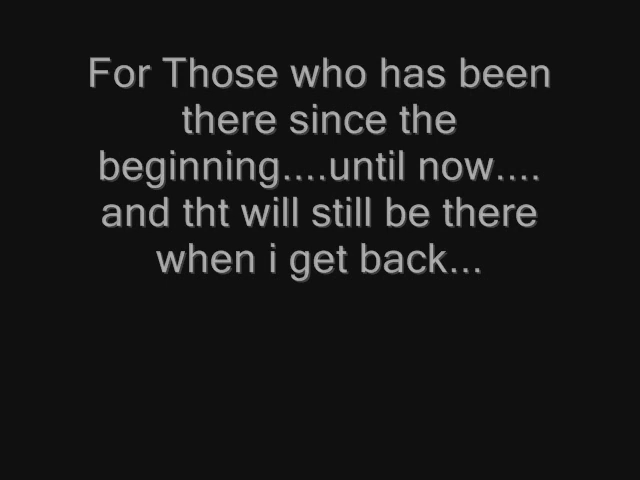 For Those who has been
there since the
beginning....until now....
and tht will still be there
when i get back...